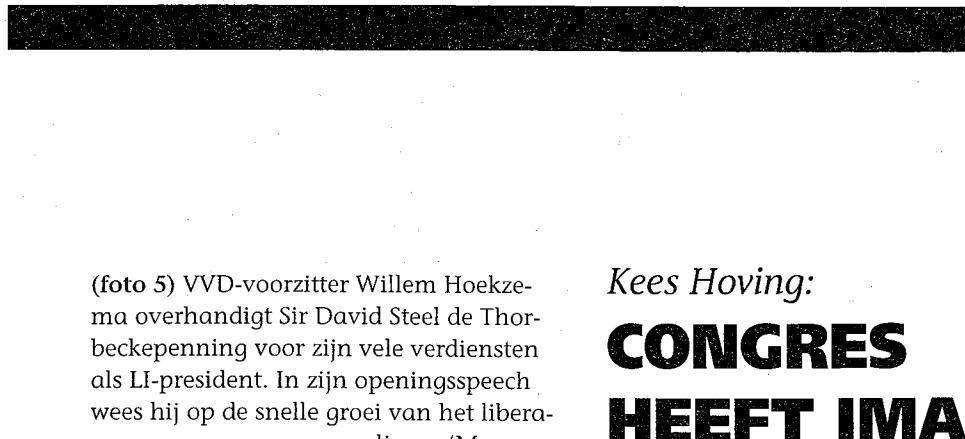 (foto 5) VVD-voorzitter Willem Hoekze-
ma overhandigt Sir David Steel de Thor-
beckepenning voor zijn vele verdiensten
als LI-president. In zijn openingsspeech
wees hij op de snelle groei van het libera-
Kees Hoving:
CONGRES
HEEFT IMA